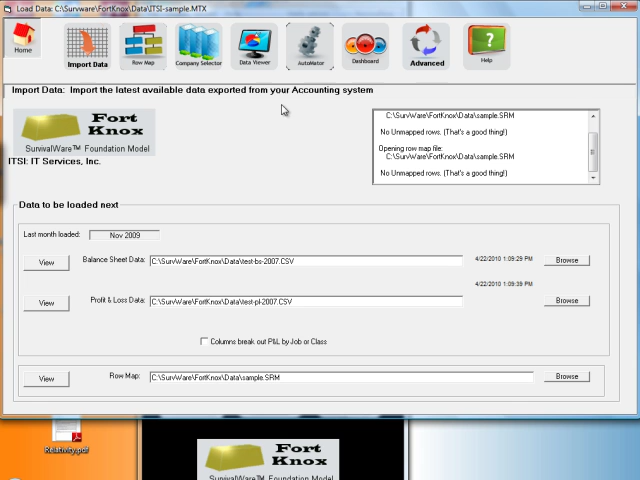 Load Data: C:\Survware\FortKnox\Data\ITSI-sample.MTX
Home
Import Data
Row Map
Company Selector
Data Viewer
AutoMator
Dashboard
Advanced
Help
Import Data: Import the latest available data exported from your Accounting system
Fort
Knox
SurvivalWare™ Foundation Model
ITSI: IT Services, Inc.
C:\SurvWare\FortKnox\Data\sample.SRM
No Unmapped rows. (That's a good thing!)
Opening row map file:
C:\SurvWare\FortKnox\Data\sample.SRM
No Unmapped rows. (That's a good thing!)
Data to be loaded next
Last month loaded: Nov 2009
View Balance Sheet Data: C:\SurvWare\FortKnox\Data\test-bs-2007.CSV 4/22/2010 1:09:29 PM Browse
4/22/2010 1:09:39 PM
View Profit & Loss Data: C:\SurvWare\FortKnox\Data\test-pl-2007.CSV Browse
Columns break out P&L by Job or Class
View Row Map: C:\SurvWare\FortKnox\Data\sample.SRM Browse
Relativity.pdf
Fort
Knox
SurvivalWare™ Foundation Model